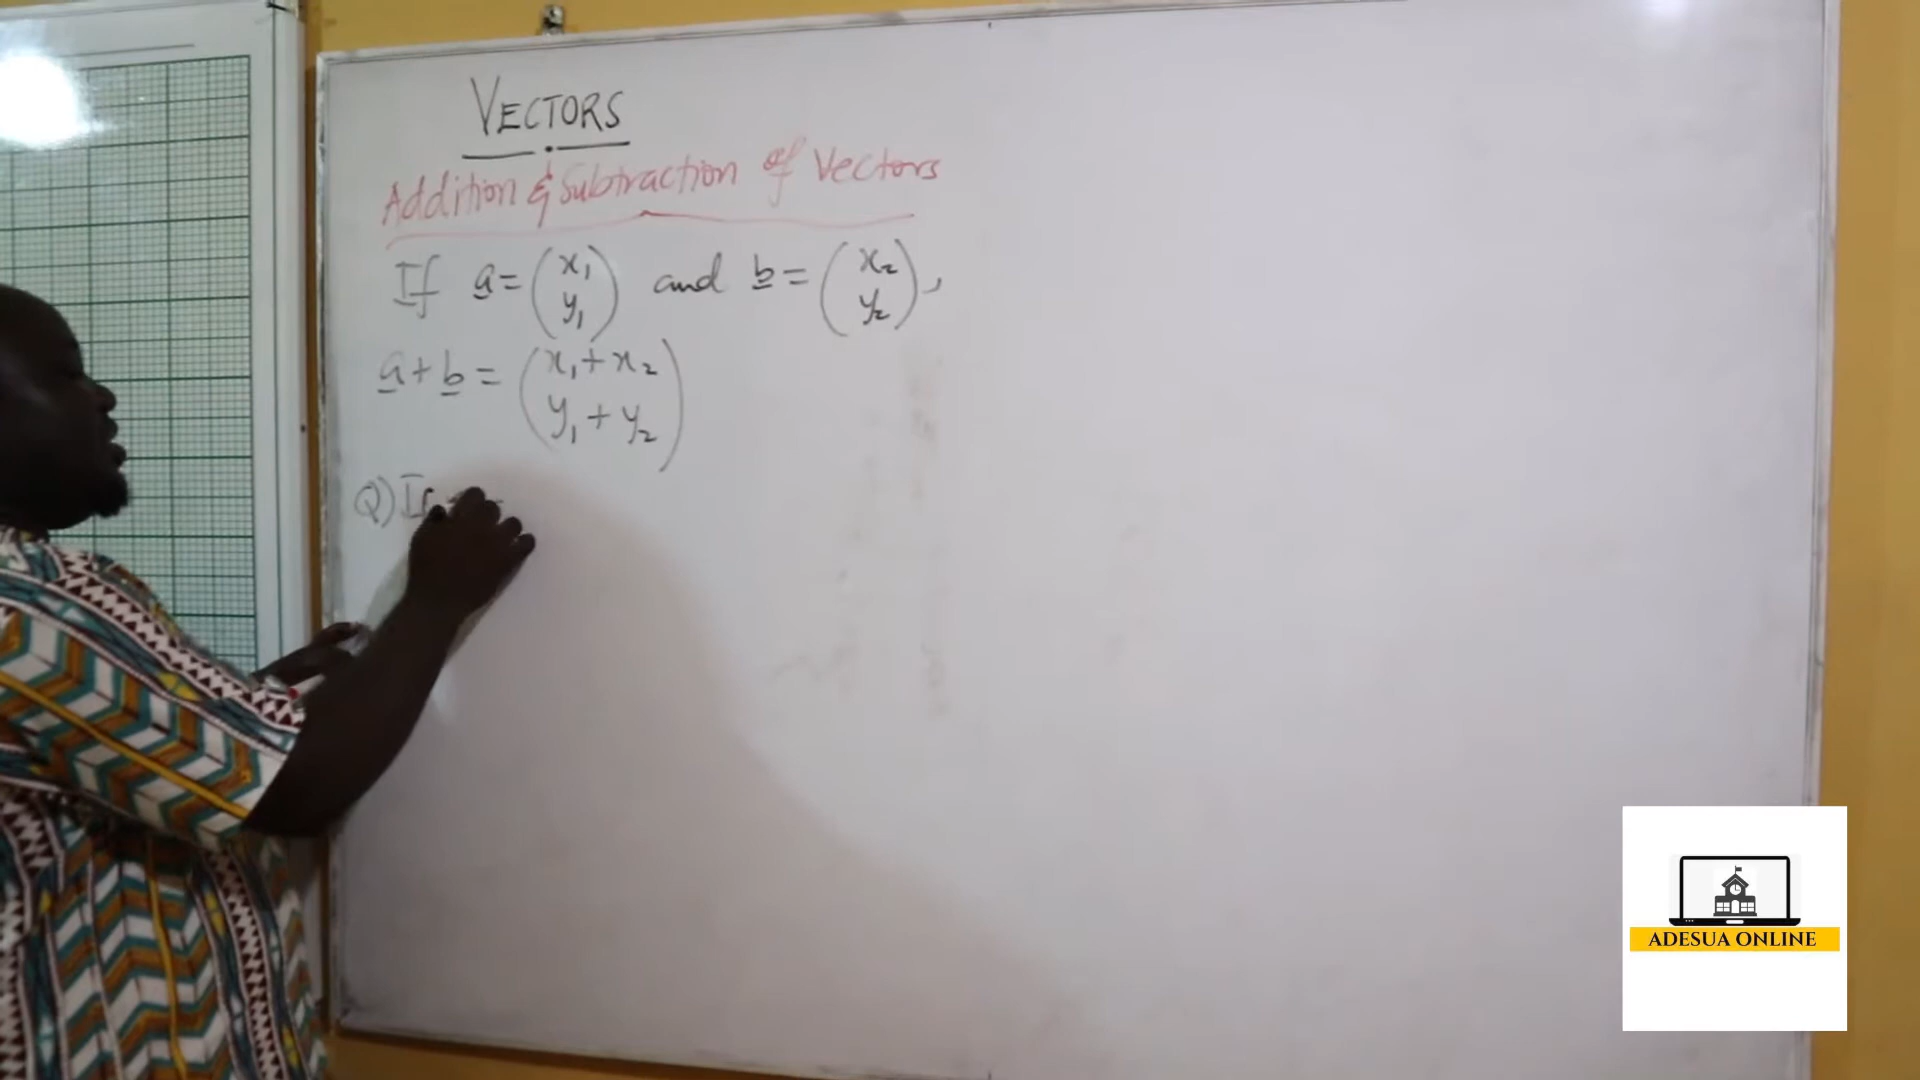 VECTORS
Addition & Subtraction of Vectors
If a = (x₁ y₁) and b = (x₂ y₂),
a + b = (x₁ + x₂ y₁ + y₂)
Q) If
ADESUA ONLINE